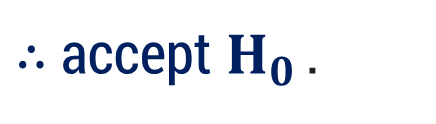 ∴ accept H₀ .